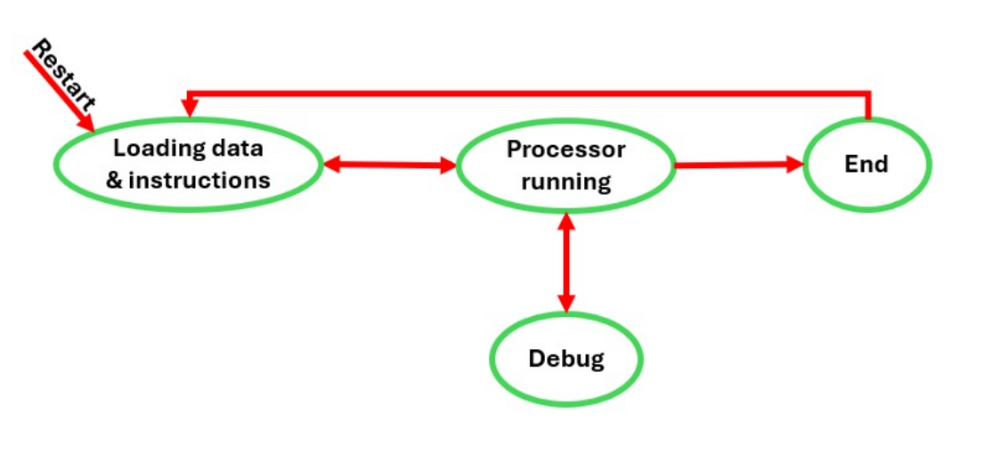 Restart
Loading data
& instructions
Processor
running
End
Debug